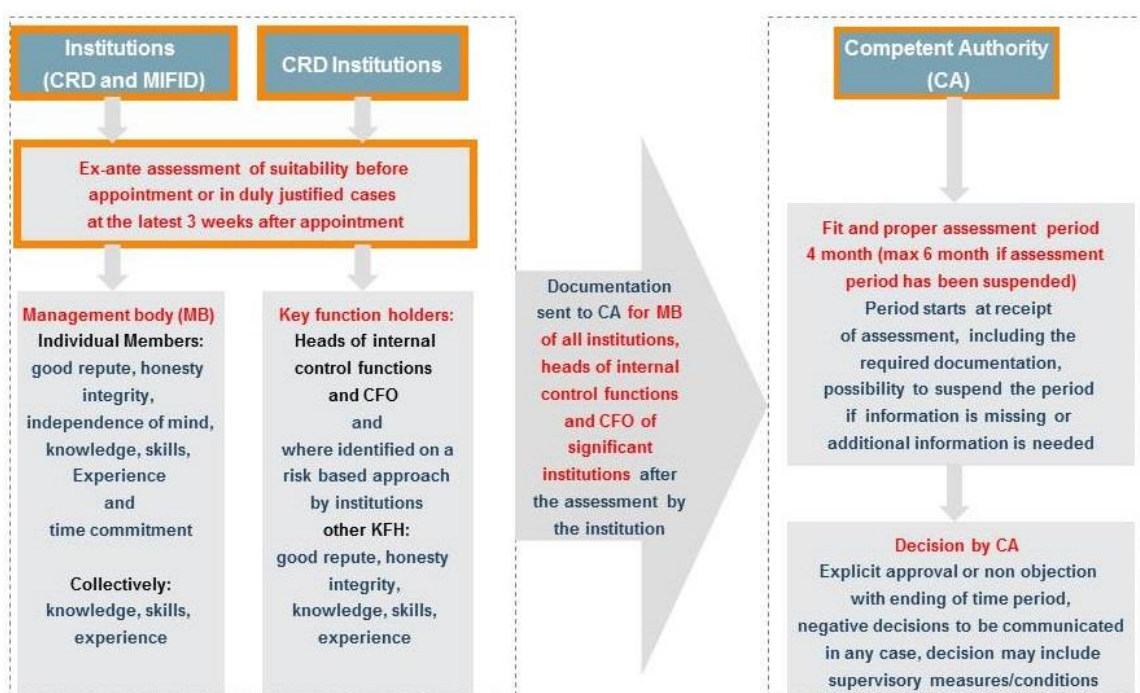 Institutions
(CRD and MIFID)
CRD Institutions
Ex-ante assessment of suitability before
appointment or in duly justified cases
at the latest 3 weeks after appointment
Management body (MB)
Individual Members:
good repute, honesty
integrity,
independence of mind,
knowledge, skills,
Experience
and
time commitment
Collectively:
knowledge, skills,
experience
Key function holders:
Heads of internal
control functions
and CFO
and
where identified on a
risk based approach
by institutions
other KFH:
good repute, honesty
integrity,
knowledge, skills,
experience
Documentation
sent to CA for MB
of all institutions,
heads of internal
control functions
and CFO of
significant
institutions after
the assessment by
the institution
Competent Authority
(CA)
Fit and proper assessment period
4 month (max 6 month if assessment
period has been suspended)
Period starts at receipt
of assessment, including the
required documentation,
possibility to suspend the period
if information is missing or
additional information is needed
Decision by CA
Explicit approval or non objection
with ending of time period,
negative decisions to be communicated
in any case, decision may include
supervisory measures/conditions